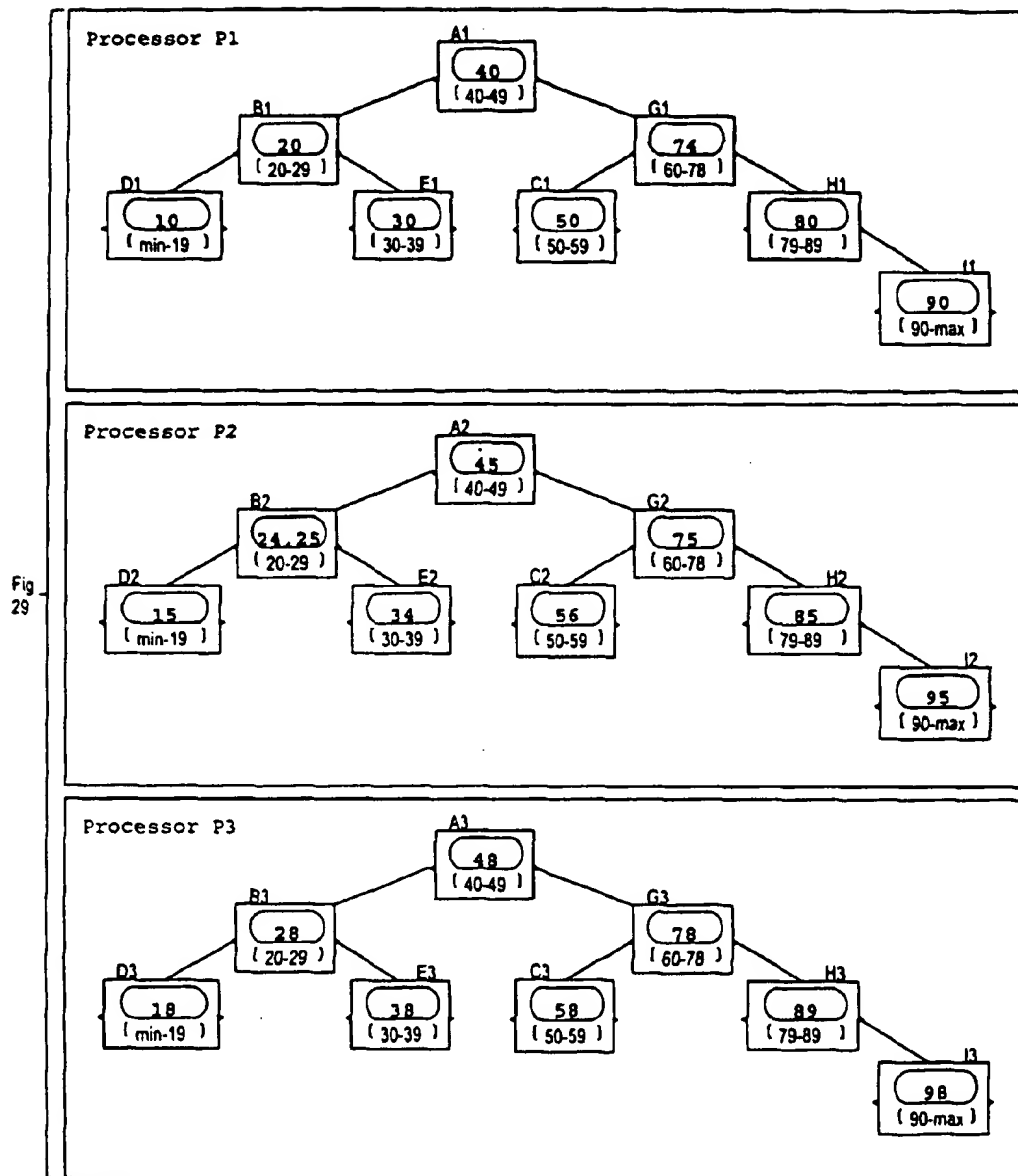 Processor P1
A1
40
( 40-49 )
B1
20
( 20-29 )
G1
74
( 60-78 )
D1
10
( min-19 )
E1
30
( 30-39 )
C1
50
( 50-59 )
H1
80
( 79-89 )
I1
90
( 90-max )
Processor P2
A2
45
( 40-49 )
B2
24,25
( 20-29 )
G2
75
( 60-78 )
Fig
29
D2
15
( min-19 )
E2
34
( 30-39 )
C2
56
( 50-59 )
H2
85
( 79-89 )
I2
95
( 90-max )
Processor P3
A3
48
( 40-49 )
B3
28
( 20-29 )
G3
78
( 60-78 )
D3
18
( min-19 )
E3
38
( 30-39 )
C3
58
( 50-59 )
H3
89
( 79-89 )
I3
98
( 90-max )